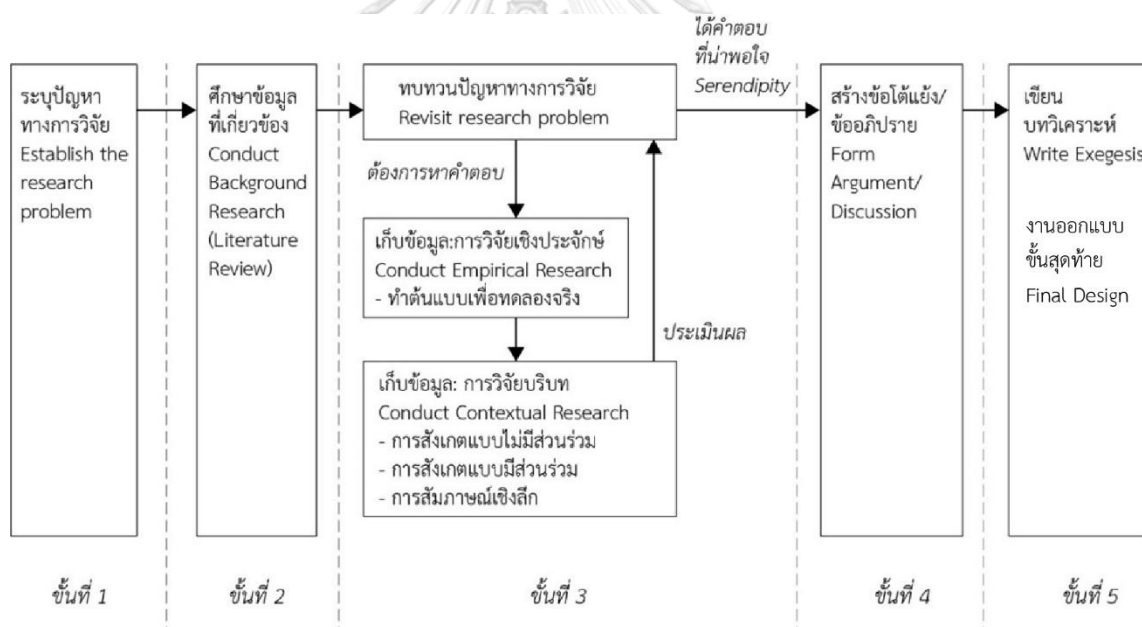 ระบุปัญหา
ทางการวิจัย
Establish the
research
problem
ศึกษาข้อมูล
ที่เกี่ยวข้อง
Conduct
Background
Research
(Literature
Review)
ทบทวนปัญหาทางการวิจัย
Revisit research problem
ต้องการหาคำตอบ
เก็บข้อมูล:การวิจัยเชิงประจักษ์
Conduct Empirical Research
- ทำต้นแบบเพื่อทดลองจริง
ประเมินผล
เก็บข้อมูล: การวิจัยบริบท
Conduct Contextual Research
- การสังเกตแบบไม่มีส่วนร่วม
- การสังเกตแบบมีส่วนร่วม
- การสัมภาษณ์เชิงลึก
ได้คำตอบ
ที่น่าพอใจ
Serendipity
สร้างข้อโต้แย้ง/
ข้ออภิปราย
Form
Argument/
Discussion
เขียน
บทวิเคราะห์
Write Exegesis
งานออกแบบ
ขั้นสุดท้าย
Final Design
ขั้นที่ 1
ขั้นที่ 2
ขั้นที่ 3
ขั้นที่ 4
ขั้นที่ 5